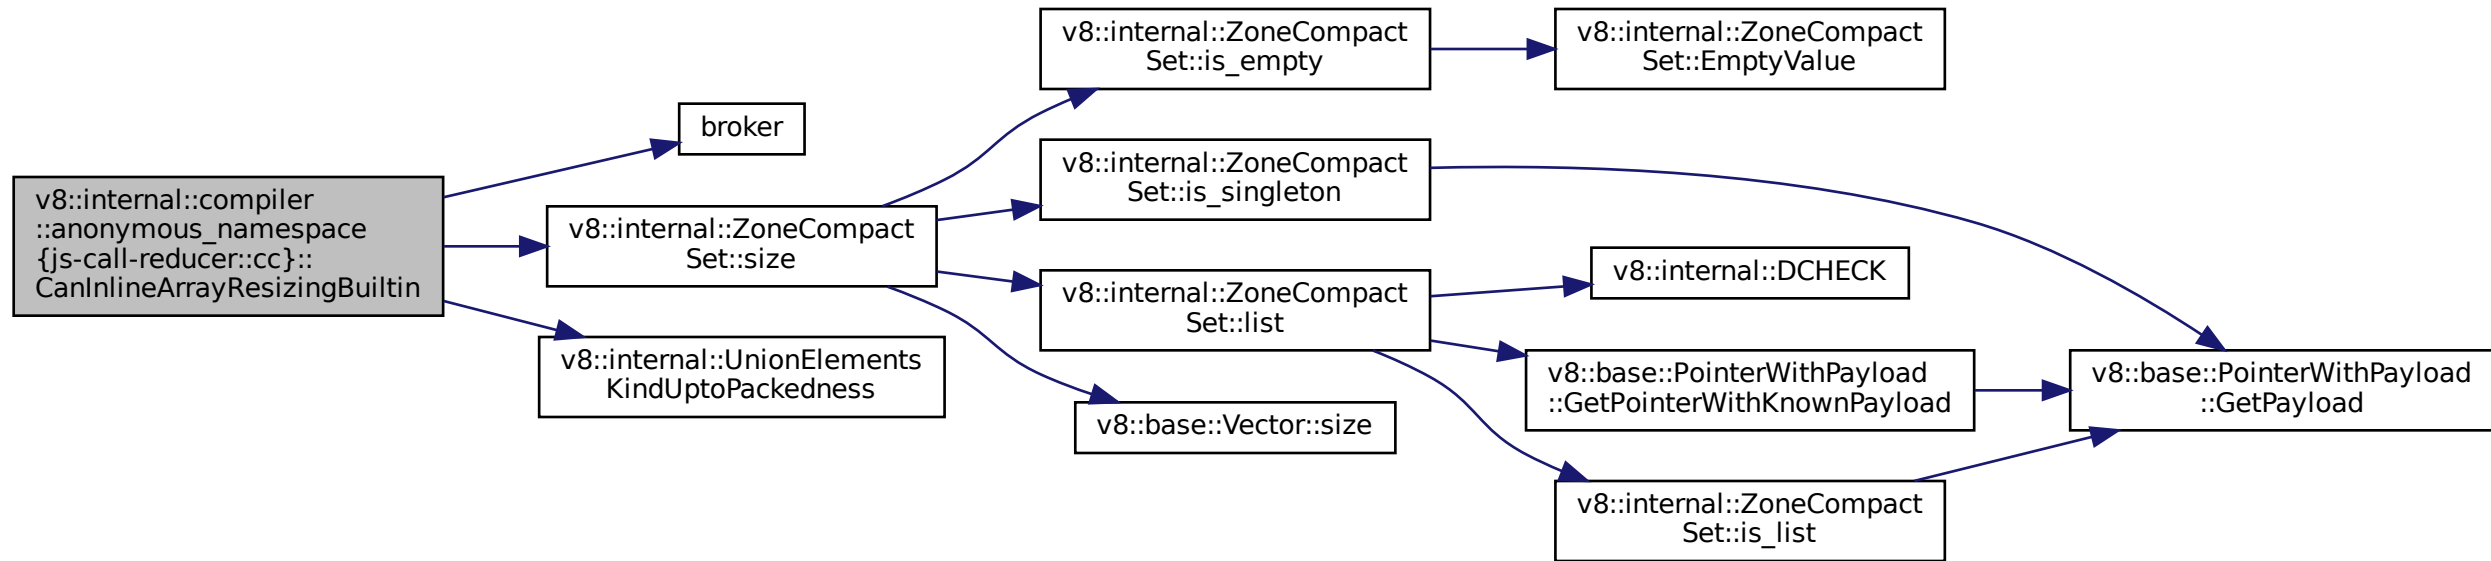 v8::internal::compiler
::anonymous_namespace
{js-call-reducer::cc}::
CanInlineArrayResizingBuiltin
broker
v8::internal::ZoneCompact
Set::size
v8::internal::UnionElements
KindUptoPackedness
v8::internal::ZoneCompact
Set::is_empty
v8::internal::ZoneCompact
Set::is_singleton
v8::internal::ZoneCompact
Set::list
v8::base::Vector::size
v8::internal::ZoneCompact
Set::EmptyValue
v8::internal::DCHECK
v8::base::PointerWithPayload
::GetPointerWithKnownPayload
v8::internal::ZoneCompact
Set::is_list
v8::base::PointerWithPayload
::GetPayload